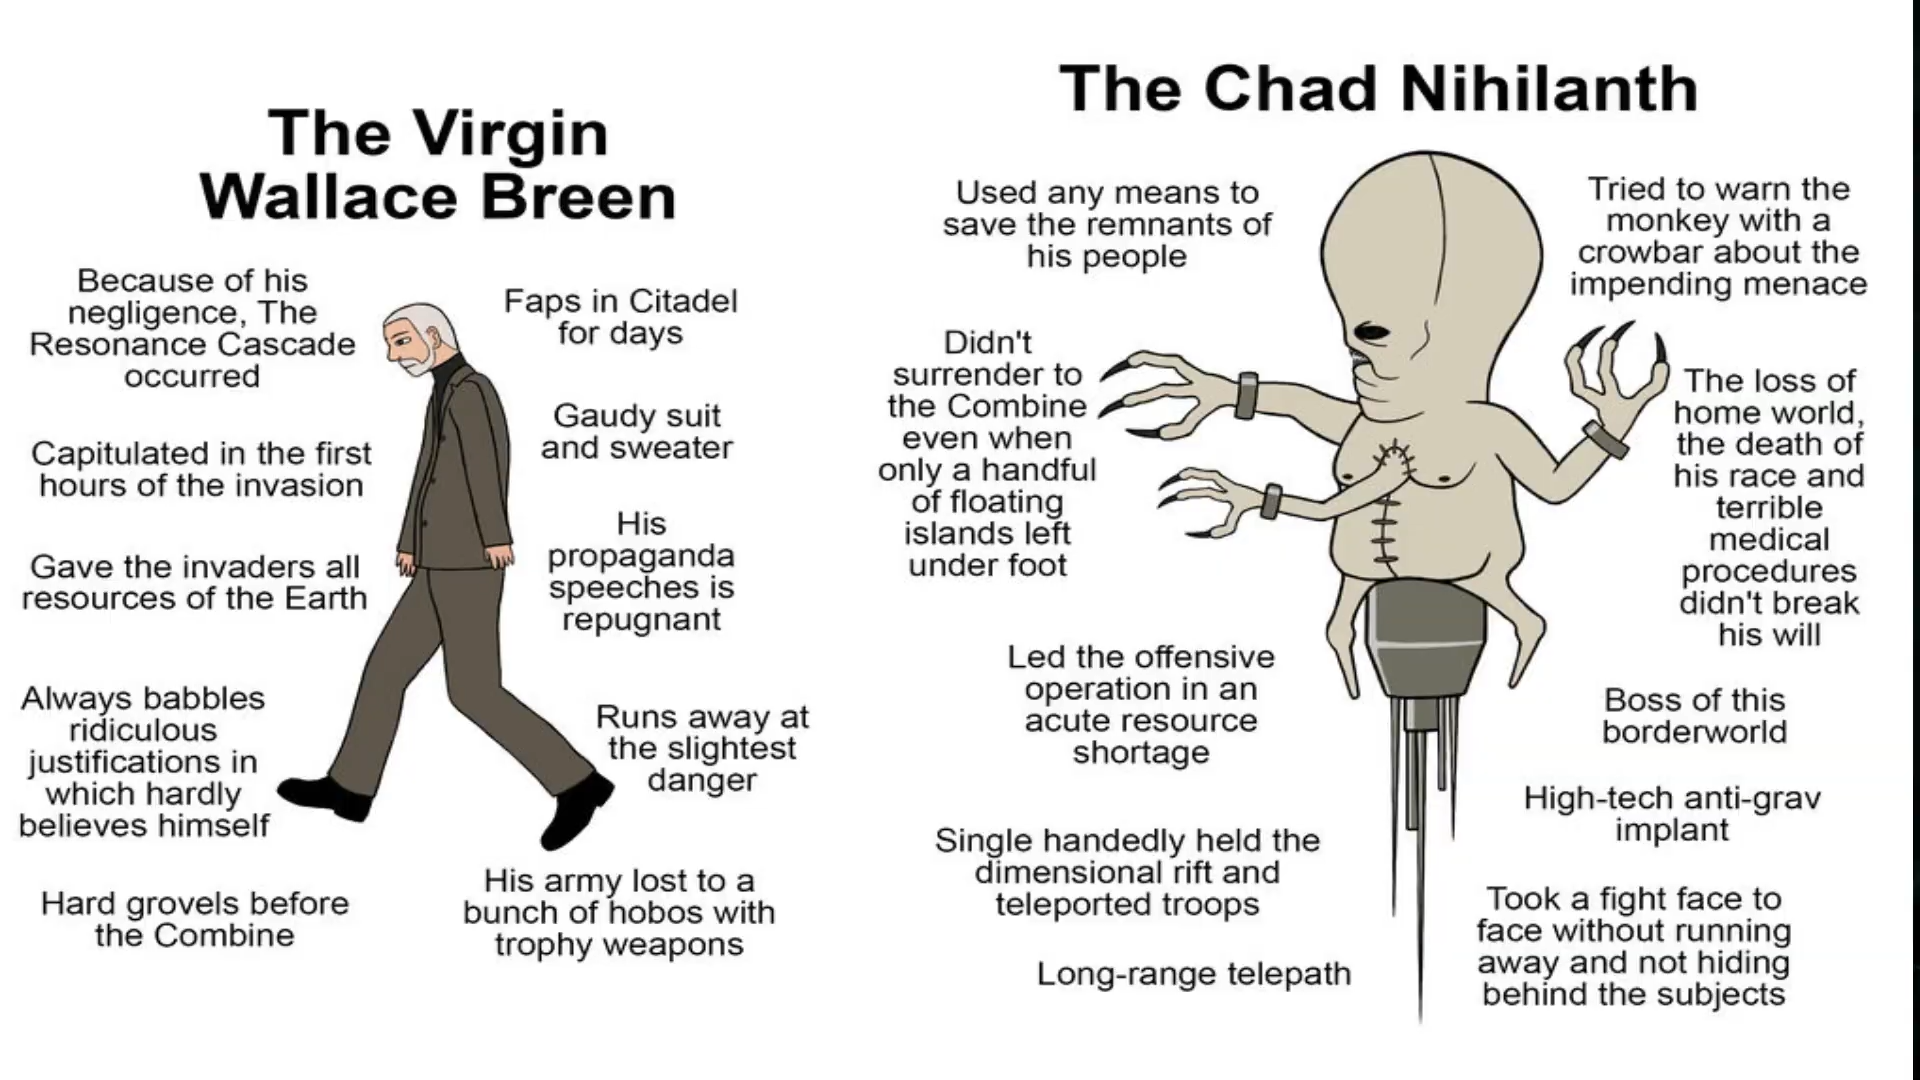 The Virgin
Wallace Breen
Because of his
negligence, The
Resonance Cascade
occurred
Faps in Citadel
for days
Gaudy suit
and sweater
Capitulated in the first
hours of the invasion
His
propaganda
speeches is
repugnant
Gave the invaders all
resources of the Earth
Always babbles
ridiculous
justifications in
which hardly
believes himself
Runs away at
the slightest
danger
Hard grovels before
the Combine
His army lost to a
bunch of hobos with
trophy weapons
The Chad Nihilanth
Used any means to
save the remnants of
his people
Tried to warn the
monkey with a
crowbar about the
impending menace
Didn't
surrender to
the Combine
even when
only a handful
of floating
islands left
under foot
The loss of
home world,
the death of
his race and
terrible
medical
procedures
didn't break
his will
Led the offensive
operation in an
acute resource
shortage
Boss of this
borderworld
High-tech anti-grav
implant
Single handedly held the
dimensional rift and
teleported troops
Took a fight face to
face without running
away and not hiding
behind the subjects
Long-range telepath